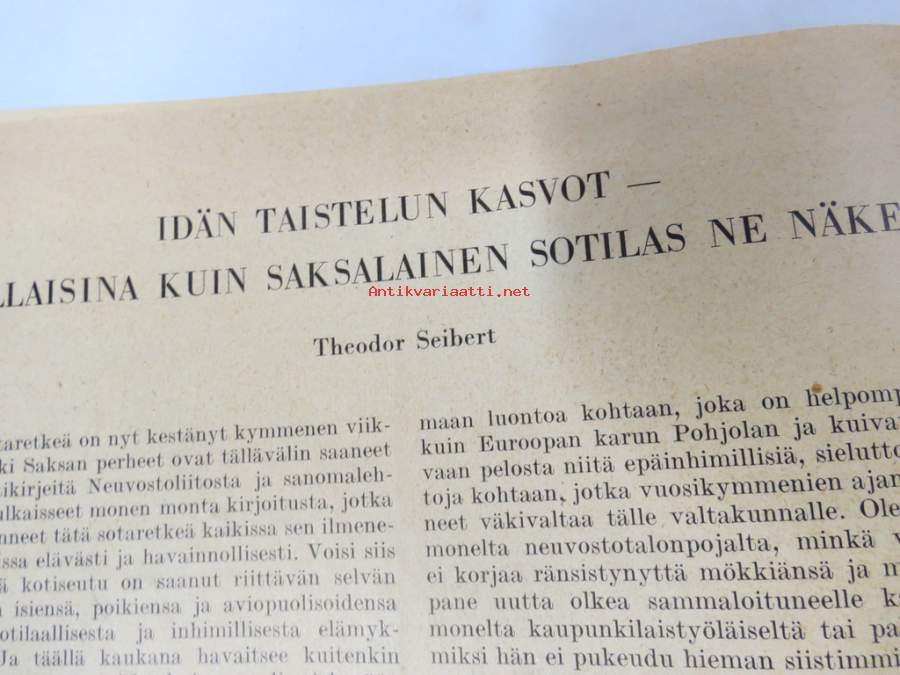 IDÄN TAISTELUN KASVOT —
LLAISINA KUIN SAKSALAINEN SOTILAS NE NÄKE
Antikvariaatti.net
Theodor Seibert
taretkeä on nyt kestänyt kymmenen viik-
ki Saksan perheet ovat tällävälin saaneet
tikirjeitä Neuvostoliitosta ja sanomaleh-
ulkaisseet monen monta kirjoitusta, jotka
nneet tätä sotaretkeä kaikissa sen ilmene-
issa elävästi ja havainnollisesti. Voisi siis
ä kotiseutu on saanut riittävän selvän
isiensä, poikiensa ja aviopuolisoidensa
otilaallisesta ja inhimillisesta elämyk-
Ja täällä kaukana havaitsee kuitenkin
maan luontoa kohtaan, joka on helpomp
kuin Euroopan karun Pohjolan ja kuiva
vaan pelosta niitä epäinhimillisiä, sielutto
toja kohtaan, jotka vuosikymmenien ajan
neet väkivaltaa tälle valtakunnalle. Ole
monelta neuvostotalonpojalta, minkä v
ei korjaa ränsistynyttä mökkiänsä ja m
pane uutta olkea sammaloituneelle k
monelta kaupunkilaistyöläiseltä tai pa
miksi hän ei pukeudu hieman siistimmi